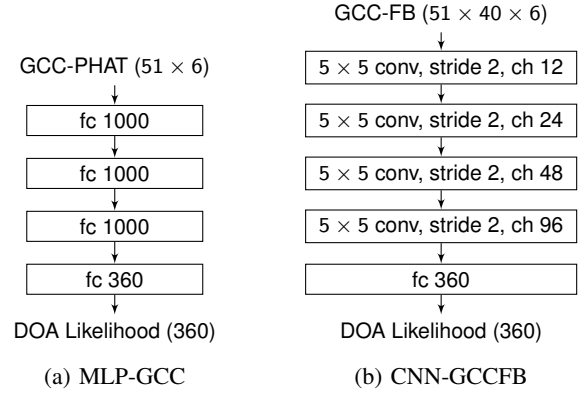 GCC-PHAT (51 × 6)
fc 1000
fc 1000
fc 1000
fc 360
DOA Likelihood (360)
(a) MLP-GCC
GCC-FB (51 × 40 × 6)
5 × 5 conv, stride 2, ch 12
5 × 5 conv, stride 2, ch 24
5 × 5 conv, stride 2, ch 48
5 × 5 conv, stride 2, ch 96
fc 360
DOA Likelihood (360)
(b) CNN-GCCFB